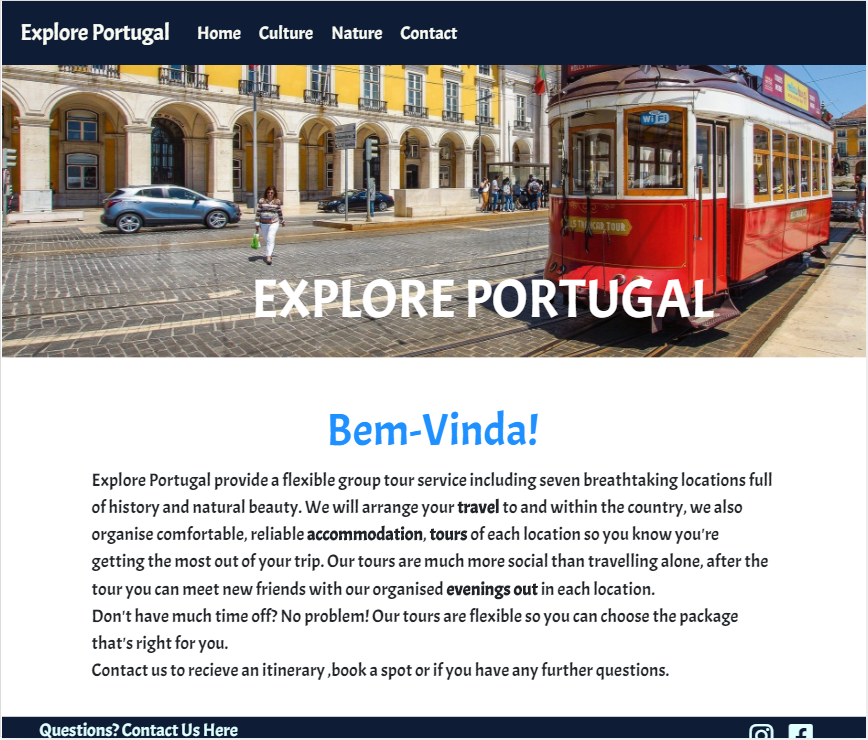 Explore Portugal Home Culture Nature Contact
WiFi
EXPLORE PORTUGAL
Bem-Vinda!
Explore Portugal provide a flexible group tour service including seven breathtaking locations full
of history and natural beauty. We will arrange your travel to and within the country, we also
organise comfortable, reliable accommodation, tours of each location so you know you're
getting the most out of your trip. Our tours are much more social than travelling alone, after the
tour you can meet new friends with our organised evenings out in each location.
Don't have much time off? No problem! Our tours are flexible so you can choose the package
that's right for you.
Contact us to recieve an itinerary ,book a spot or if you have any further questions.
Questions? Contact Us Here